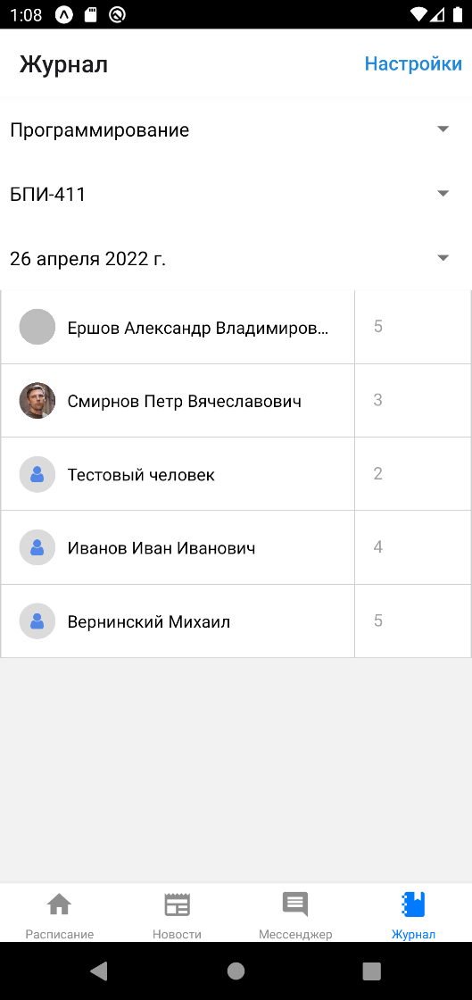 1:08
Журнал
Настройки
Программирование
БПИ-411
26 апреля 2022 г.
Ершов Александр Владимиров... 5
Смирнов Петр Вячеславович 3
Тестовый человек 2
Иванов Иван Иванович 4
Вернинский Михаил 5
Расписание
Новости
Мессенджер
Журнал